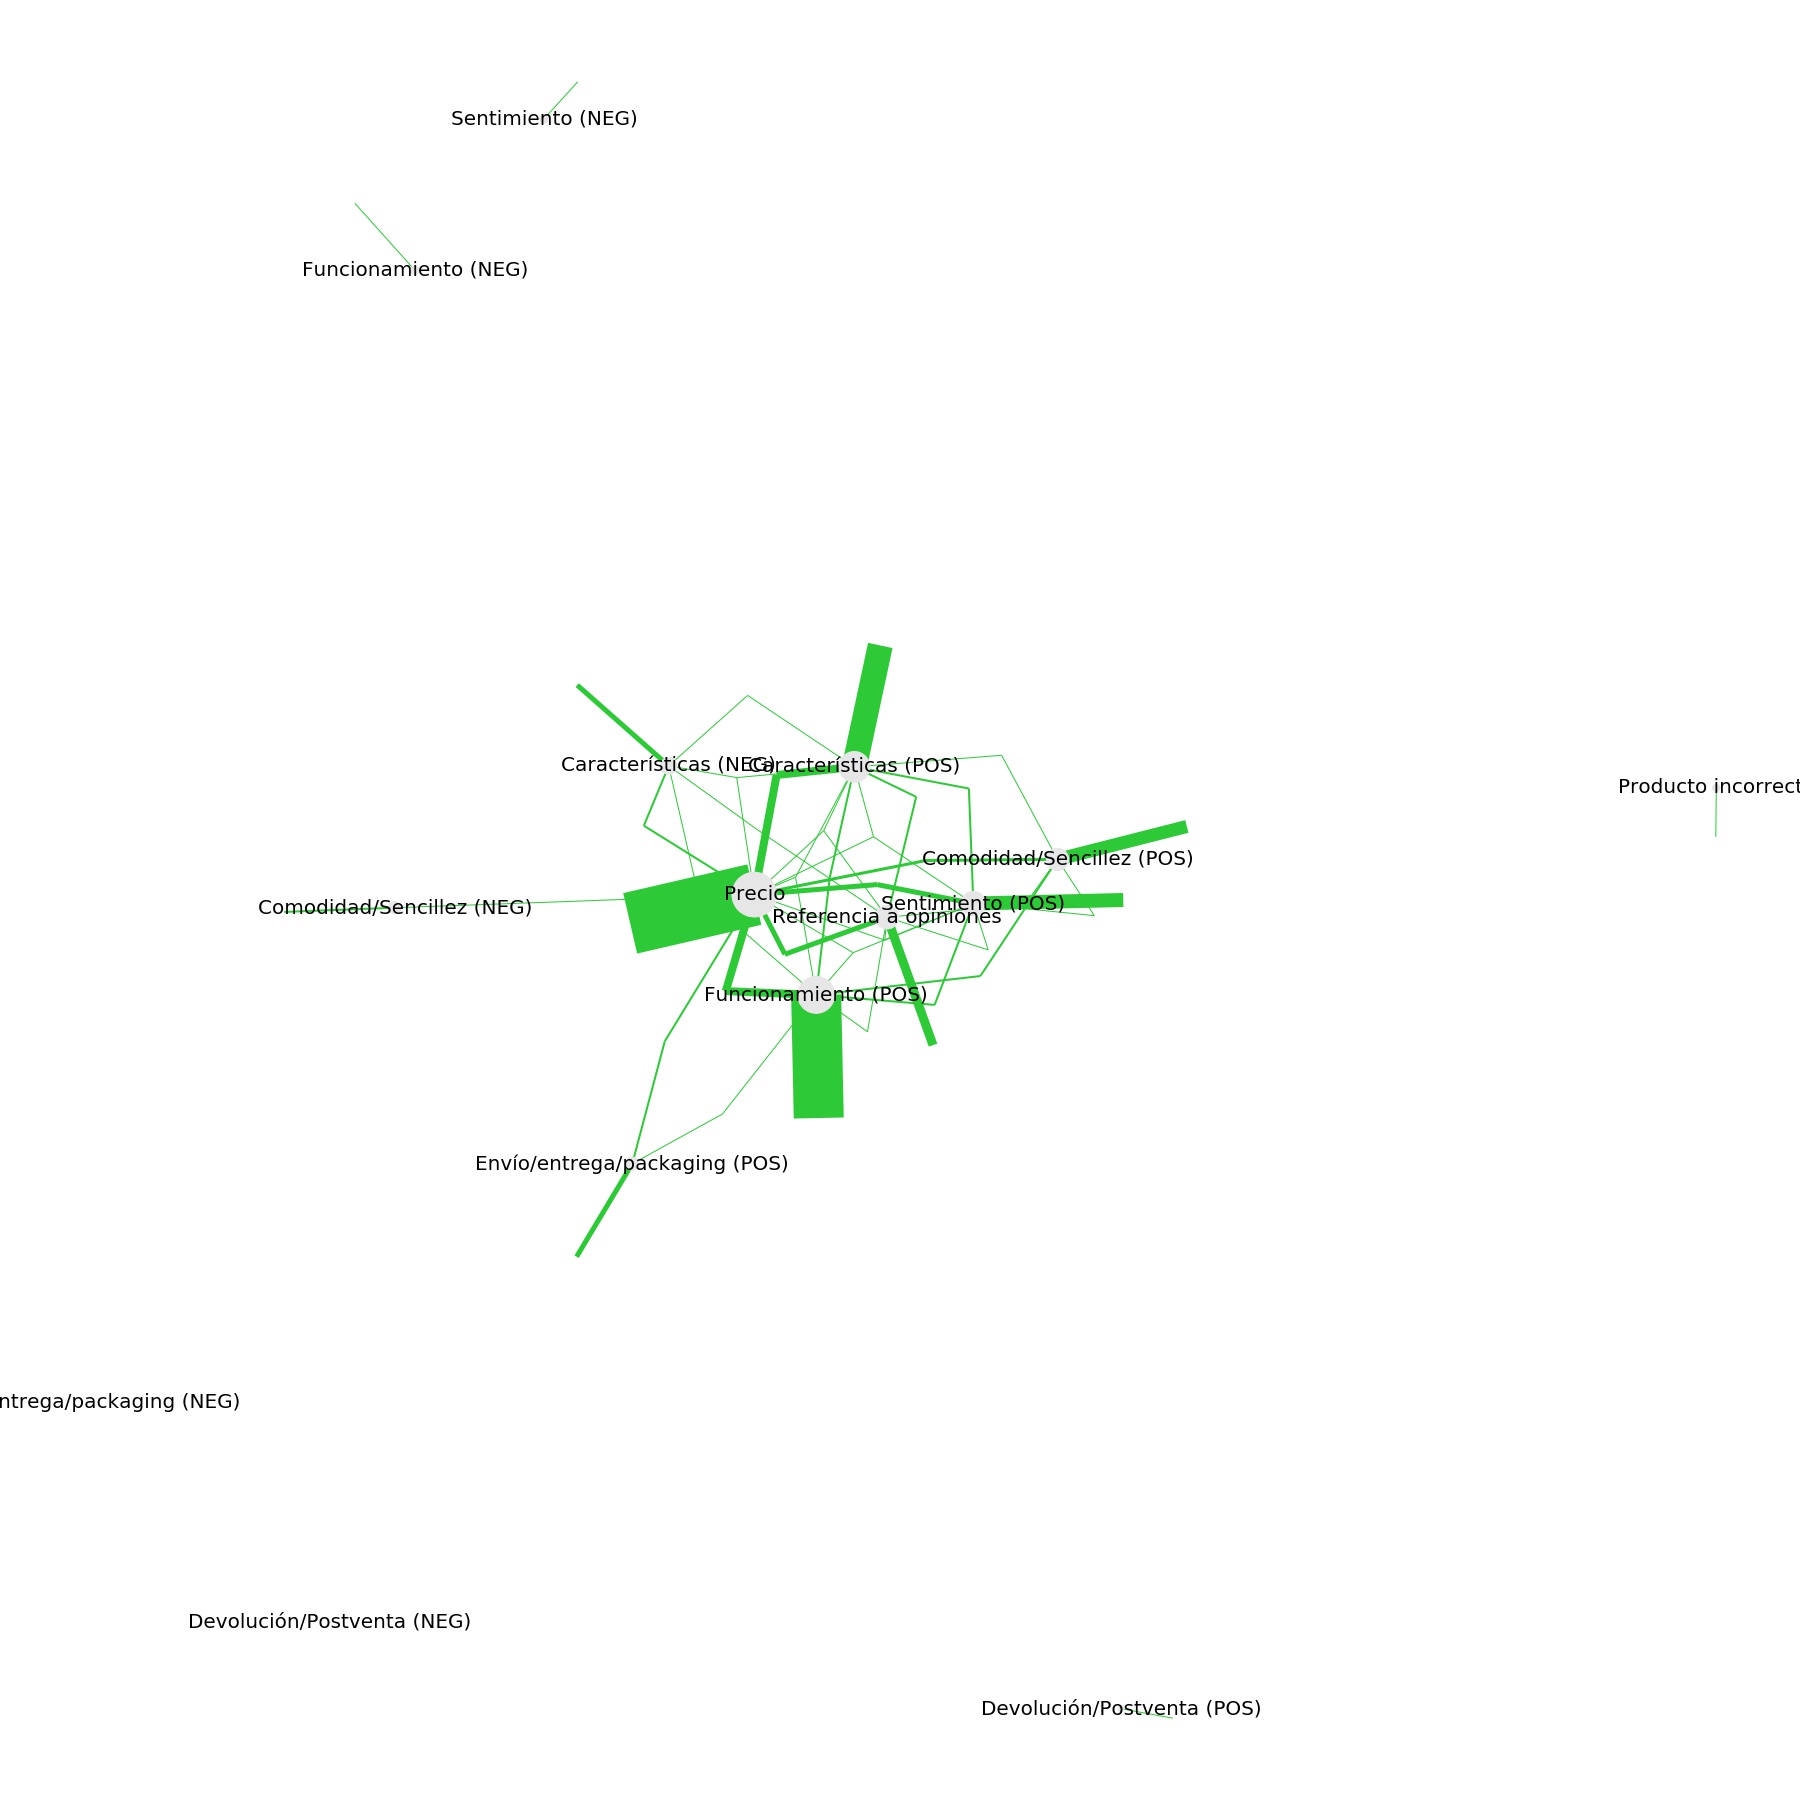 Sentimiento (NEG)
Funcionamiento (NEG)
Características (NEG)
Características (POS)
Producto incorrect
Comodidad/Sencillez (POS)
Precio
Sentimiento (POS)
Comodidad/Sencillez (NEG)
Referencia a opiniones
Funcionamiento (POS)
Envío/entrega/packaging (POS)
ntrega/packaging (NEG)
Devolución/Postventa (NEG)
Devolución/Postventa (POS)